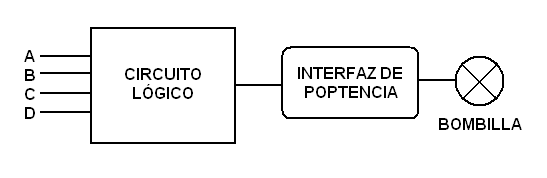 A
B
C
D
CIRCUITO
LÓGICO
INTERFAZ DE
POPTENCIA
BOMBILLA